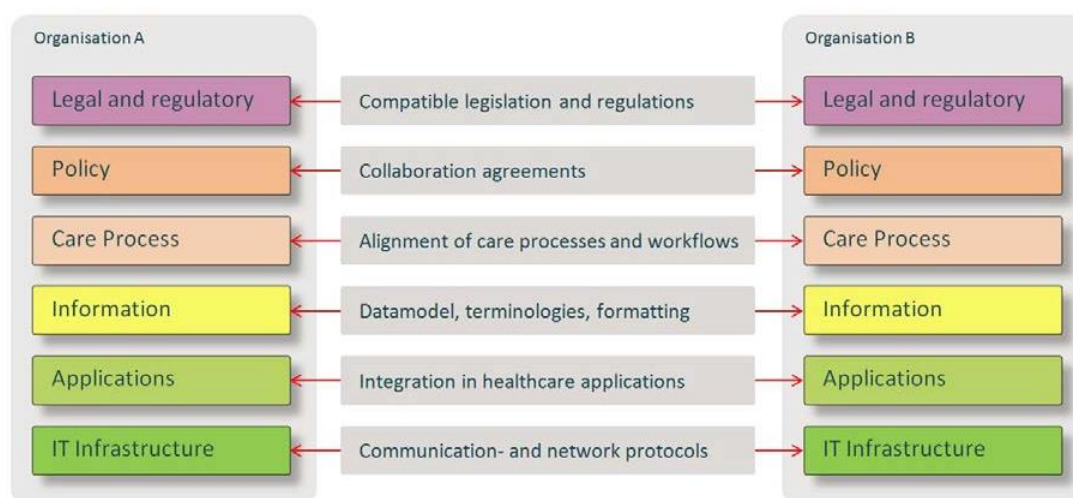 Organisation A
Organisation B
Legal and regulatory
Compatible legislation and regulations
Legal and regulatory
Policy
Collaboration agreements
Policy
Care Process
Alignment of care processes and workflows
Care Process
Information
Datamodel, terminologies, formatting
Information
Applications
Integration in healthcare applications
Applications
IT Infrastructure
Communication- and network protocols
IT Infrastructure